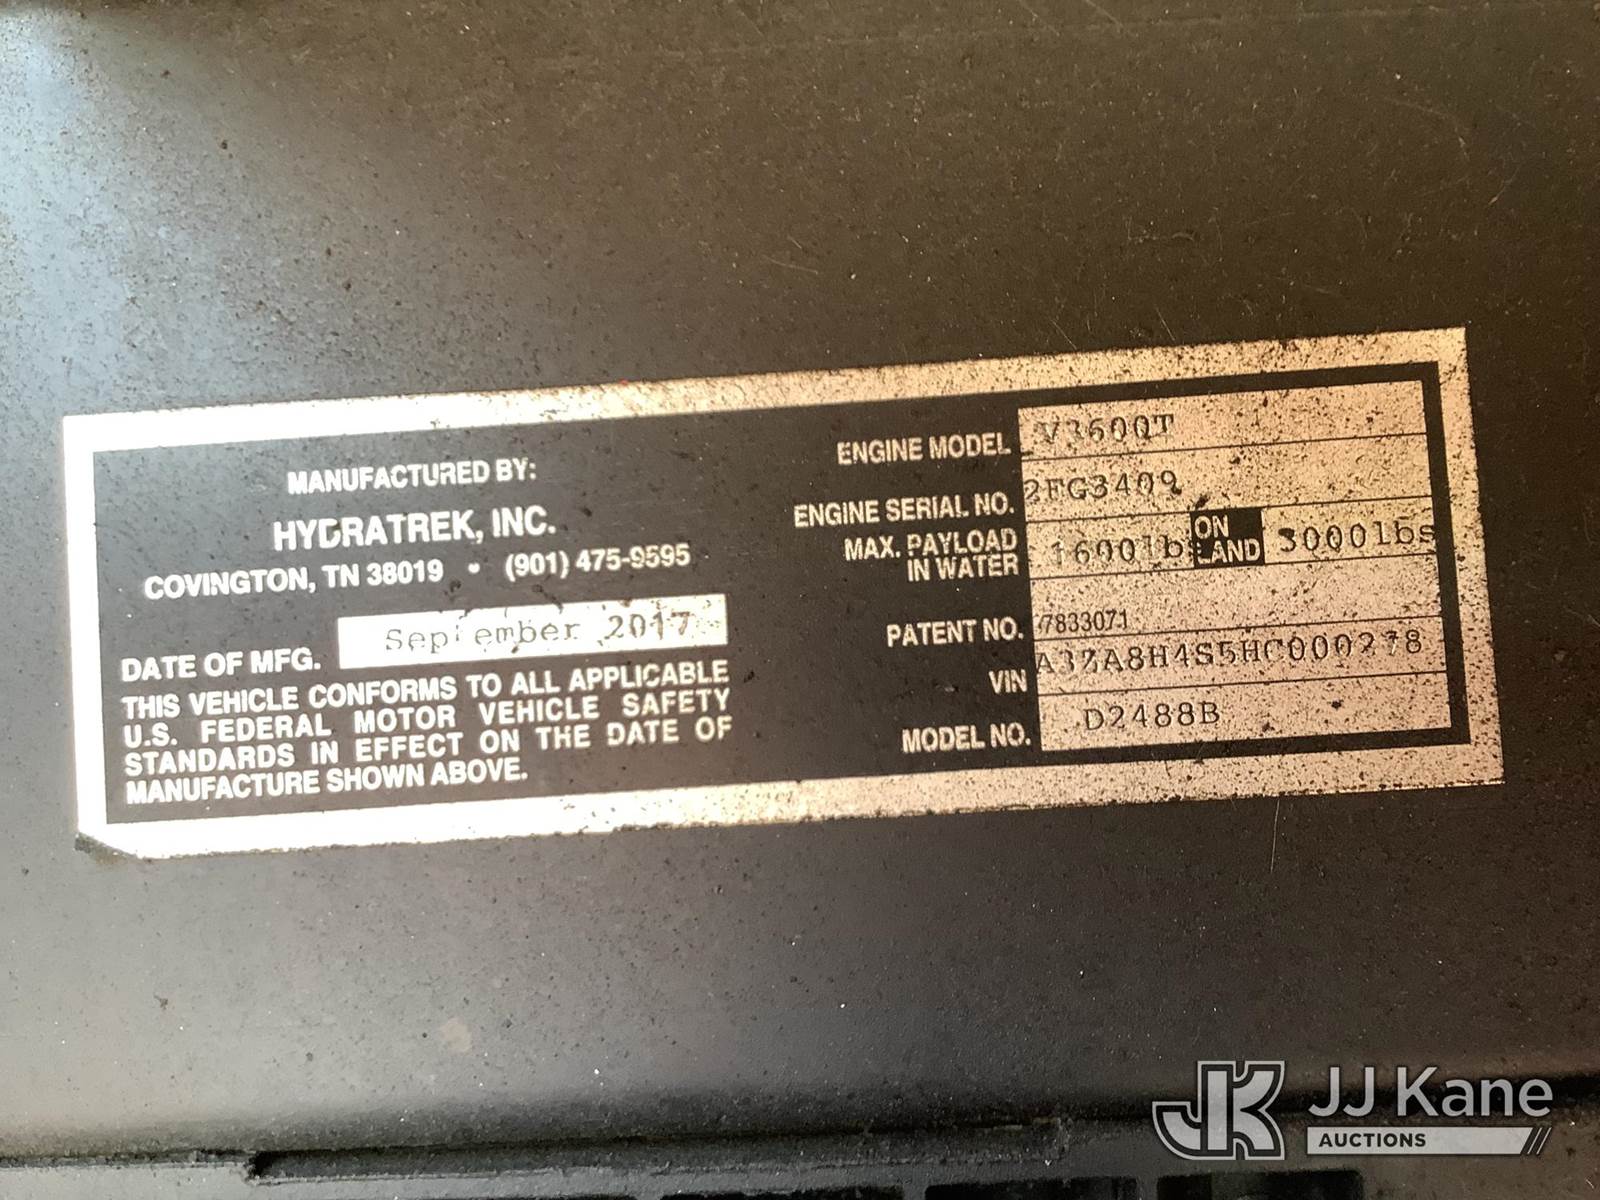 MANUFACTURED BY:
HYDRATREK, INC.
COVINGTON, TN 38019 • (901) 475-9595
DATE OF MFG. September 2017
THIS VEHICLE CONFORMS TO ALL APPLICABLE
U.S. FEDERAL MOTOR VEHICLE SAFETY
STANDARDS IN EFFECT ON THE DATE OF
MANUFACTURE SHOWN ABOVE.
ENGINE MODEL V3600T
ENGINE SERIAL NO. 2FG3409
MAX. PAYLOAD IN WATER 1600lbs ON LAND 3000lbs
PATENT NO. 7833071
VIN A3ZA8H4S5HC000278
MODEL NO. D2488B
JK JJ Kane
AUCTIONS